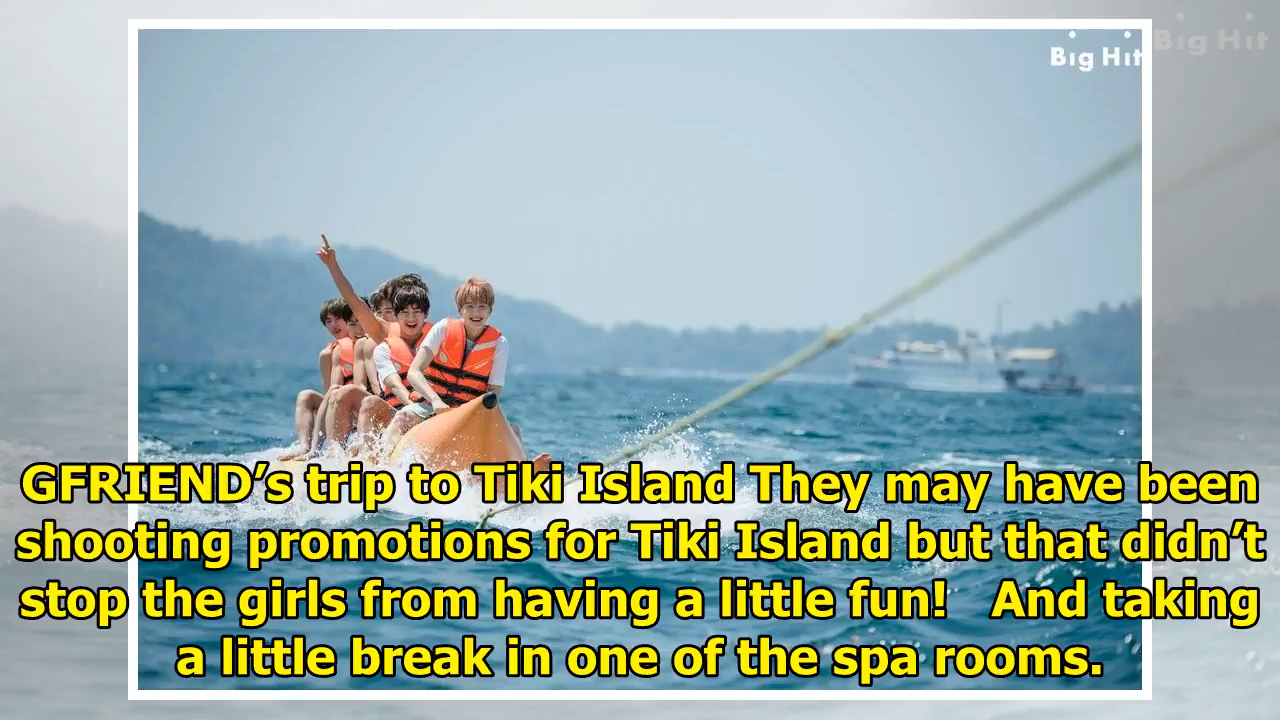 Big Hit
Big Hit
GFRIEND’s trip to Tiki Island They may have been
shooting promotions for Tiki Island but that didn’t
stop the girls from having a little fun!   And taking
a little break in one of the spa rooms.